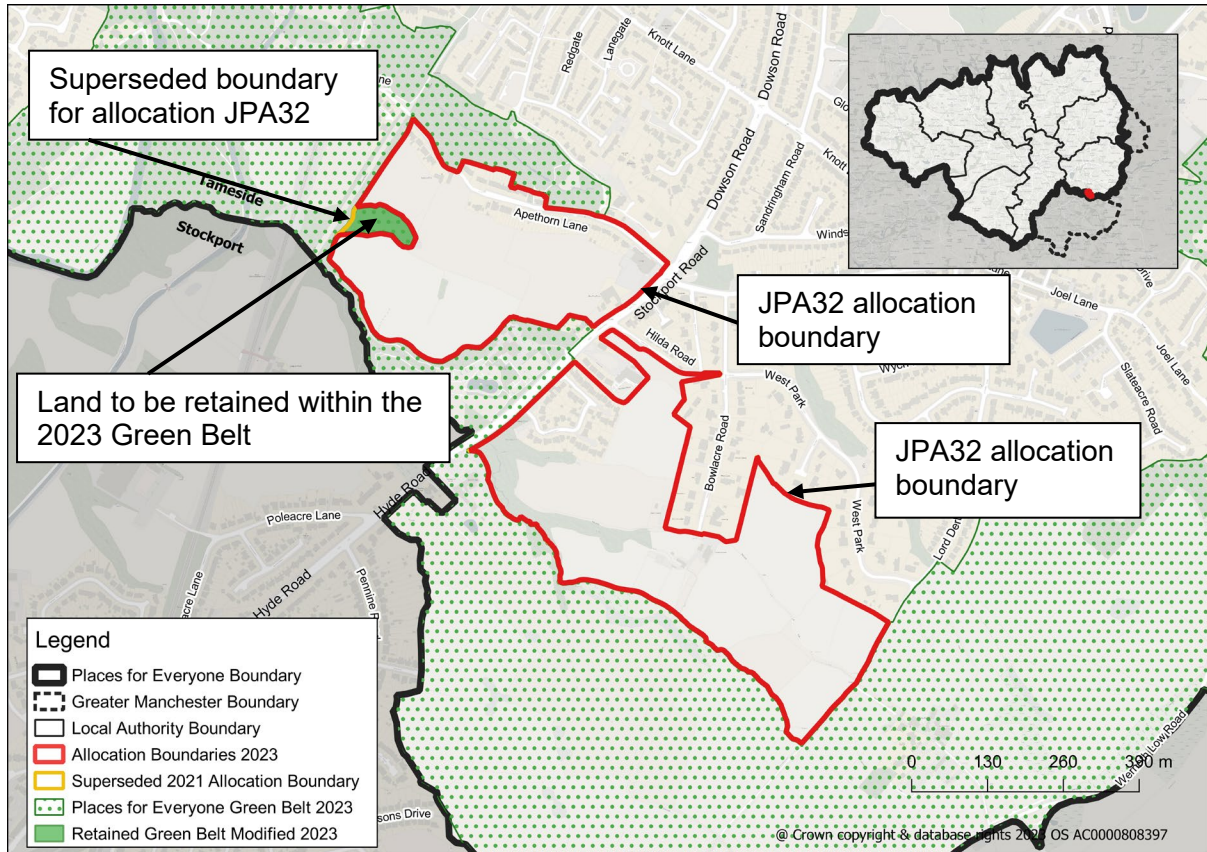 Superseded boundary
for allocation JPA32
Redgate
Lanegate
Knott Lane
Dowson Road
Dowson Road
Sandringham Road
Tameside
Stockport
Apethorn Lane
Stockport Road
JPA32 allocation
boundary
Joel Lane
Joel Lane
Slateacre Road
Hilda Road
West Park
Land to be retained within the
2023 Green Belt
Bowlacre Road
JPA32 allocation
boundary
Hyde Road
Poleacre Lane
Hyde Road
West Park
Legend
Places for Everyone Boundary
Greater Manchester Boundary
Local Authority Boundary
Allocation Boundaries 2023
Superseded 2021 Allocation Boundary
Places for Everyone Green Belt 2023
Retained Green Belt Modified 2023
Werneth Low Road
0 130 260 390 m
@ Crown copyright & database rights 2023 OS AC0000808397